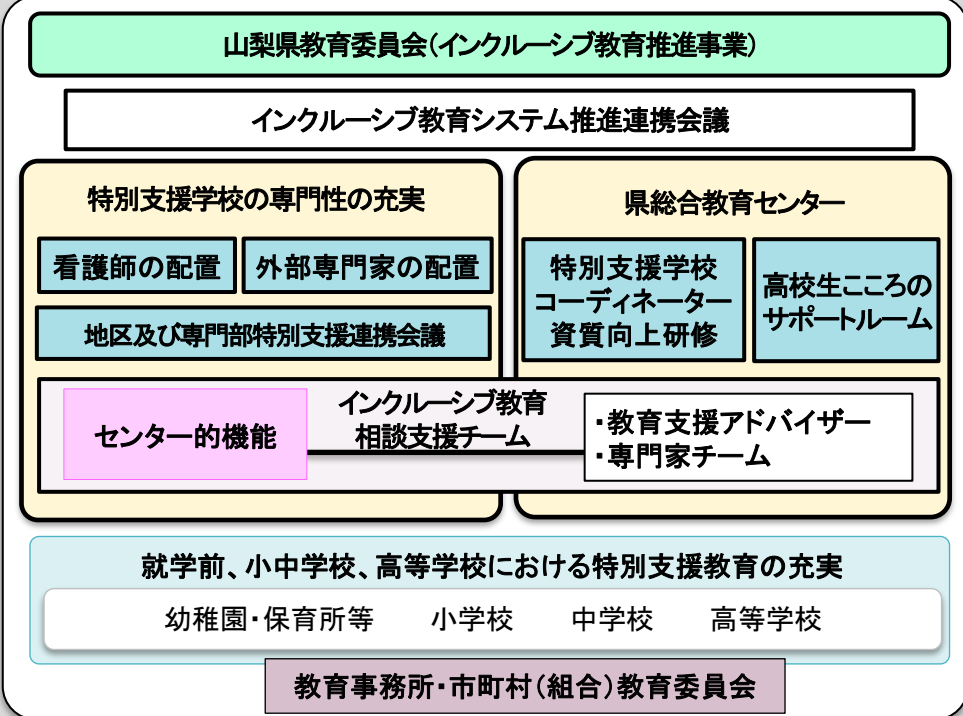 山梨県教育委員会(インクルーシブ教育推進事業)
インクルーシブ教育システム推進連携会議
特別支援学校の専門性の充実
看護師の配置
外部専門家の配置
地区及び専門部特別支援連携会議
県総合教育センター
特別支援学校
コーディネーター
資質向上研修
高校生こころの
サポートルーム
センター的機能
インクルーシブ教育
相談支援チーム
・教育支援アドバイザー
・専門家チーム
就学前、小中学校、高等学校における特別支援教育の充実
幼稚園・保育所等 小学校 中学校 高等学校
教育事務所・市町村(組合)教育委員会